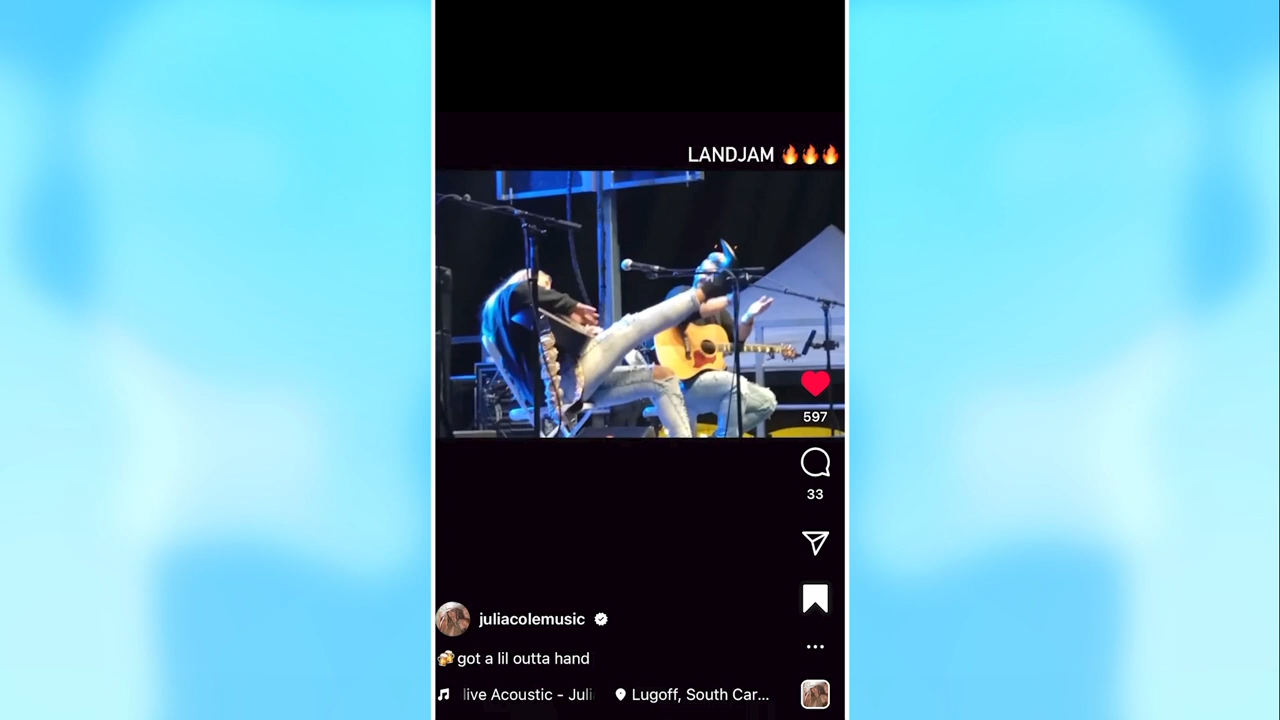 LANDJAM 🔥🔥🔥
597
33
juliacolemusic
🍻got a lil outta hand
live Acoustic - Juli
Lugoff, South Car...